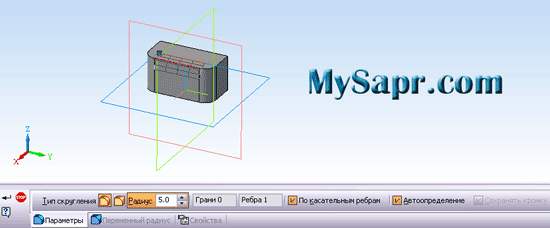 MySapr.com
Z
X
Y
STOP
Тип скругления Радиус 5.0 Грани 0 Ребра 1 По касательным ребрам Автоопределение Сохранять кромку
Параметры Переменный радиус Свойства